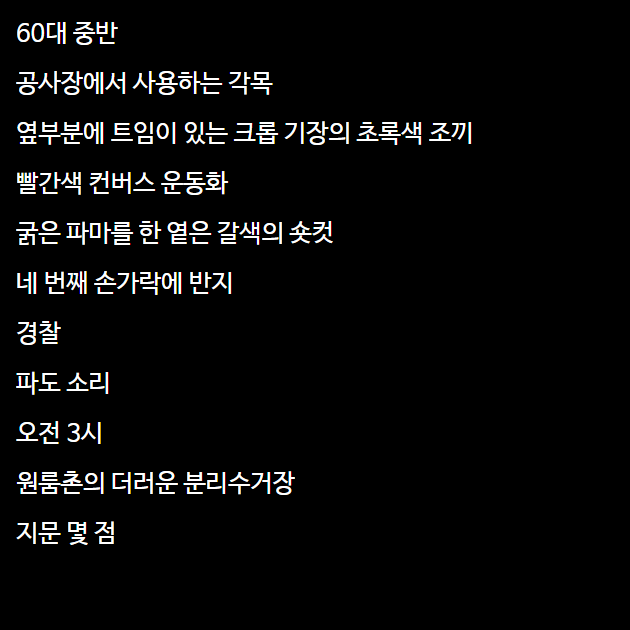 60대 중반
공사장에서 사용하는 각목
옆부분에 트임이 있는 크롭 기장의 초록색 조끼
빨간색 컨버스 운동화
굵은 파마를 한 옅은 갈색의 숏컷
네 번째 손가락에 반지
경찰
파도 소리
오전 3시
원룸촌의 더러운 분리수거장
지문 몇 점